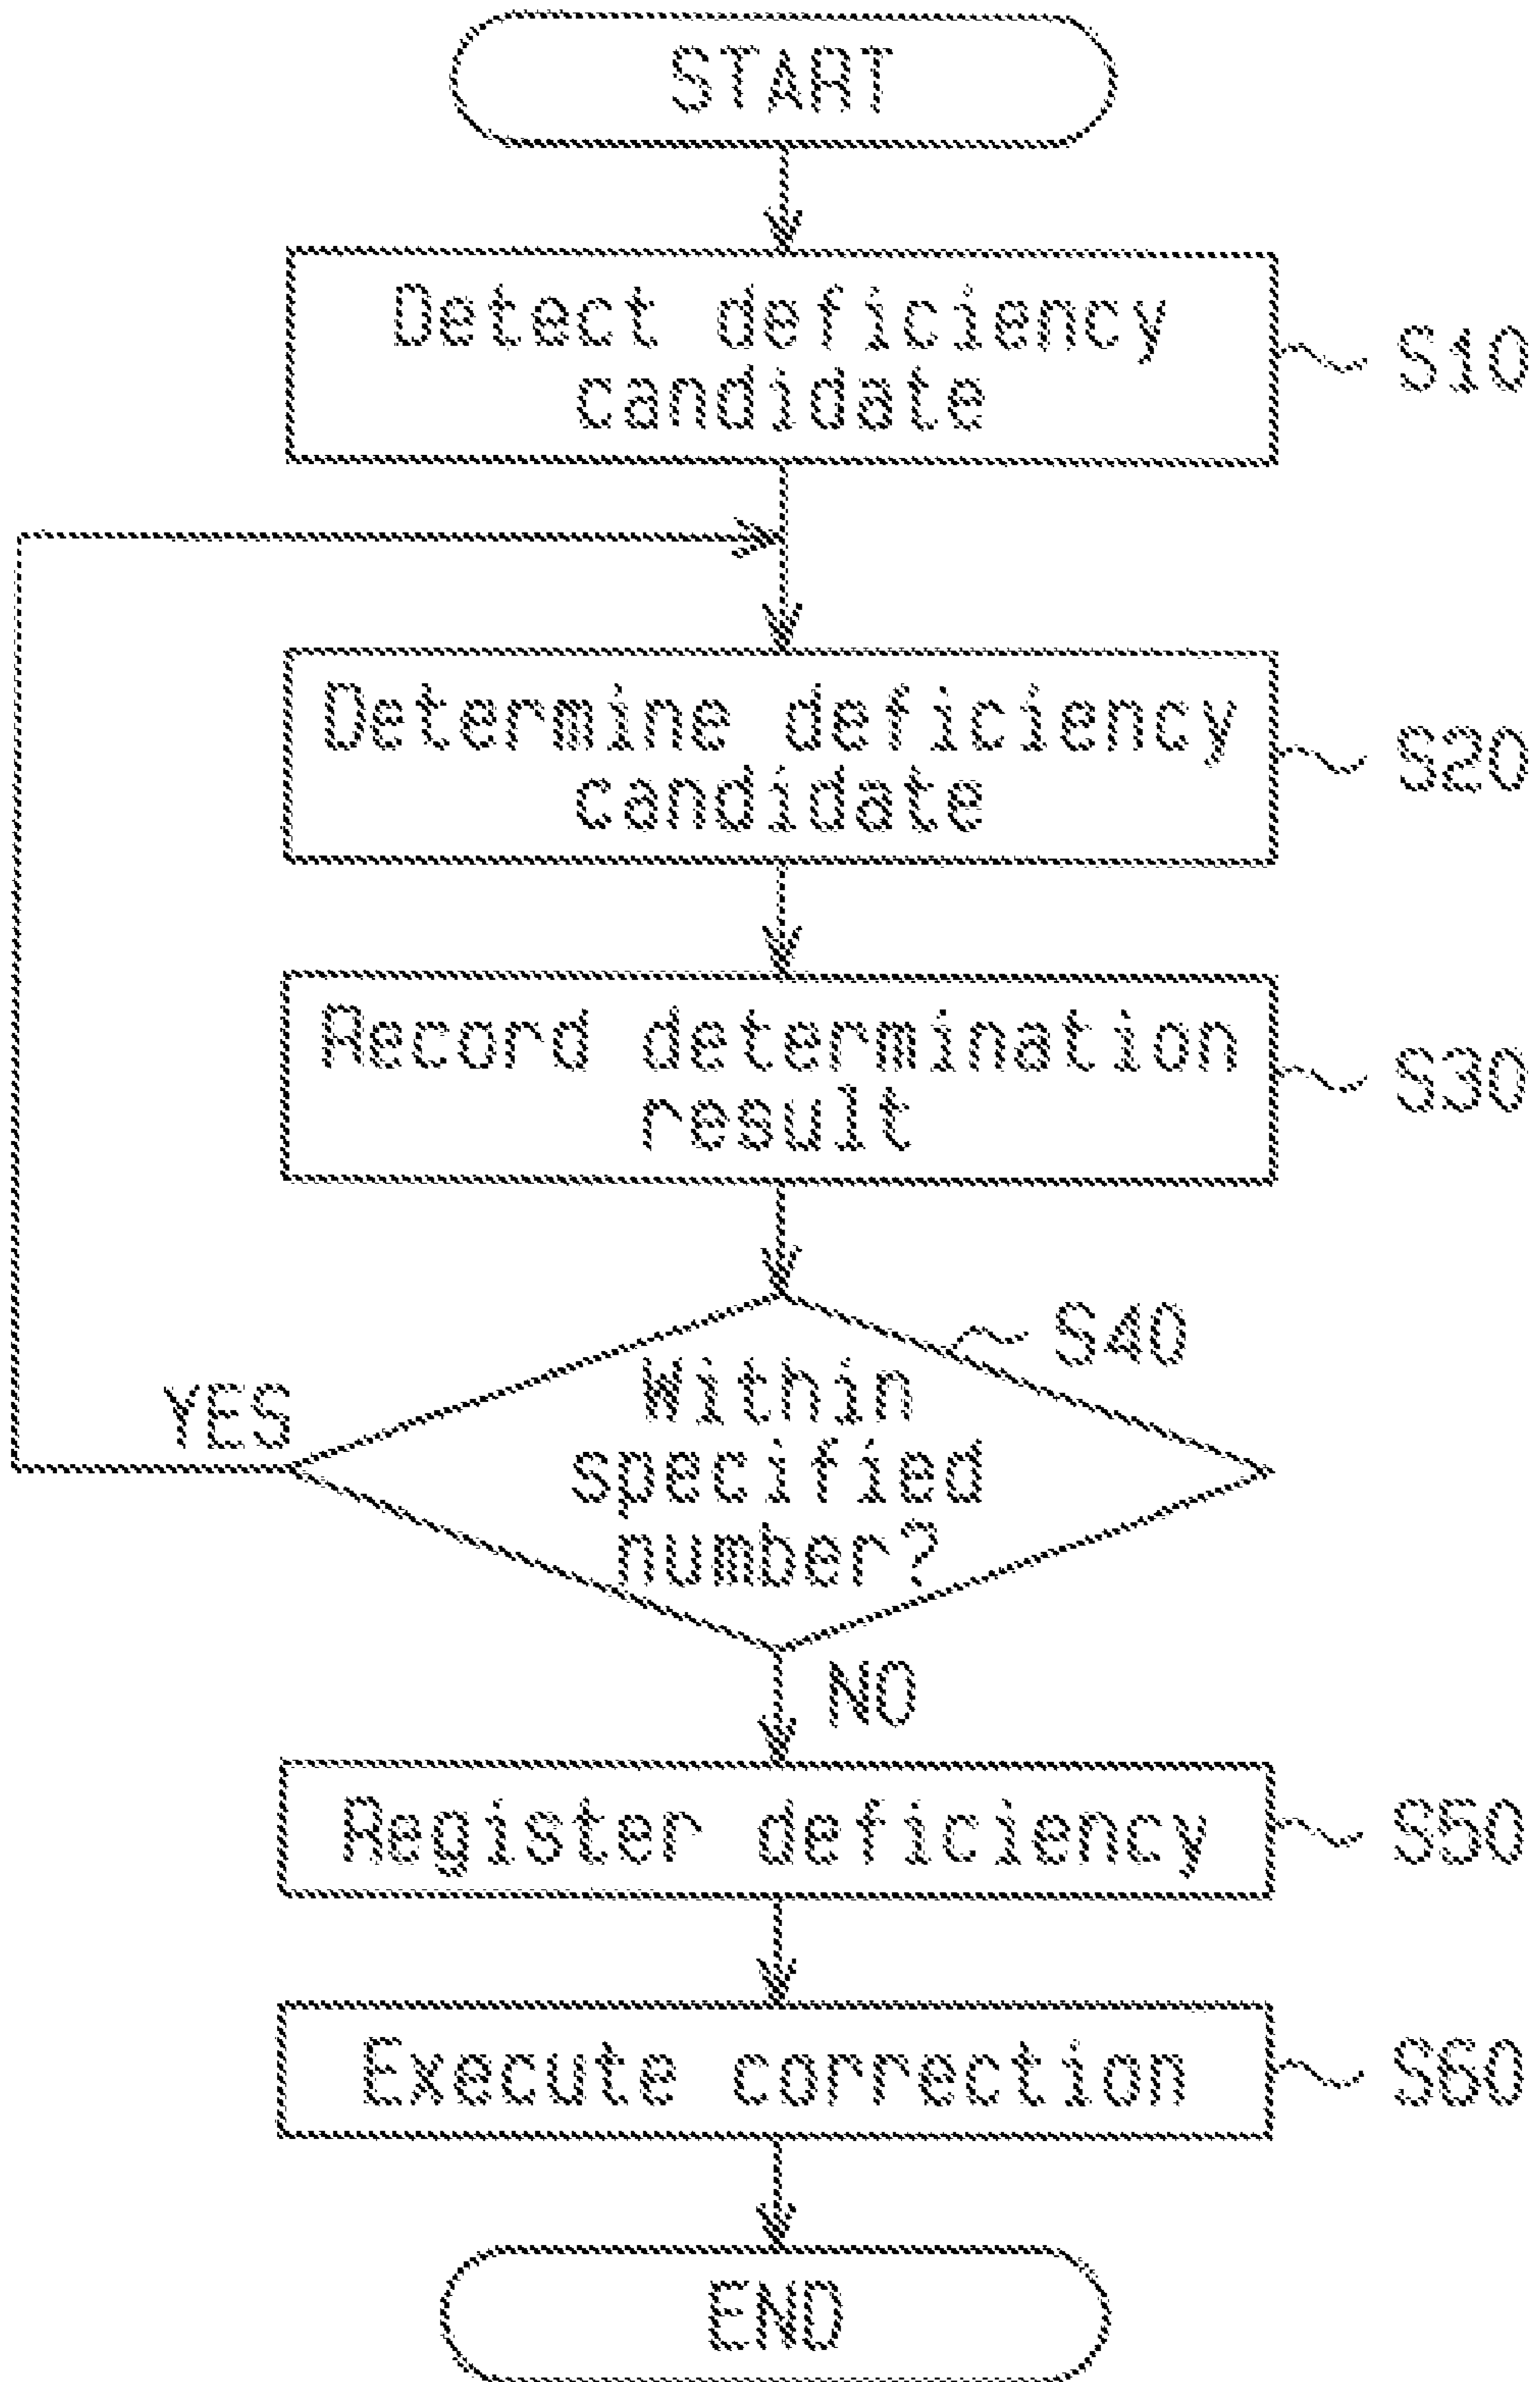 START
Detect deficiency
candidate
S10
Determine deficiency
candidate
S20
Record determination
result
S30
S40
Within
specified
number?
YES
NO
Register deficiency
S50
Execute correction
S60
END